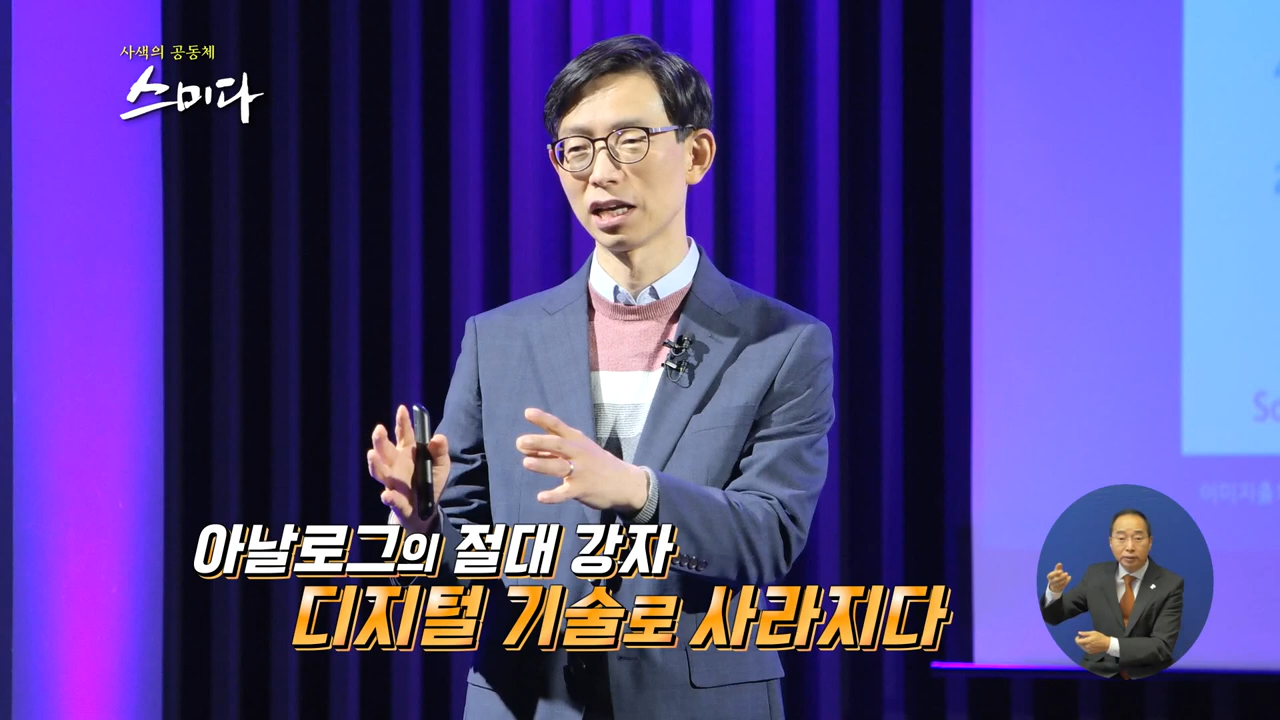 사색의 공동체
스미다
아날로그의 절대 강자
디지털 기술로 사라지다